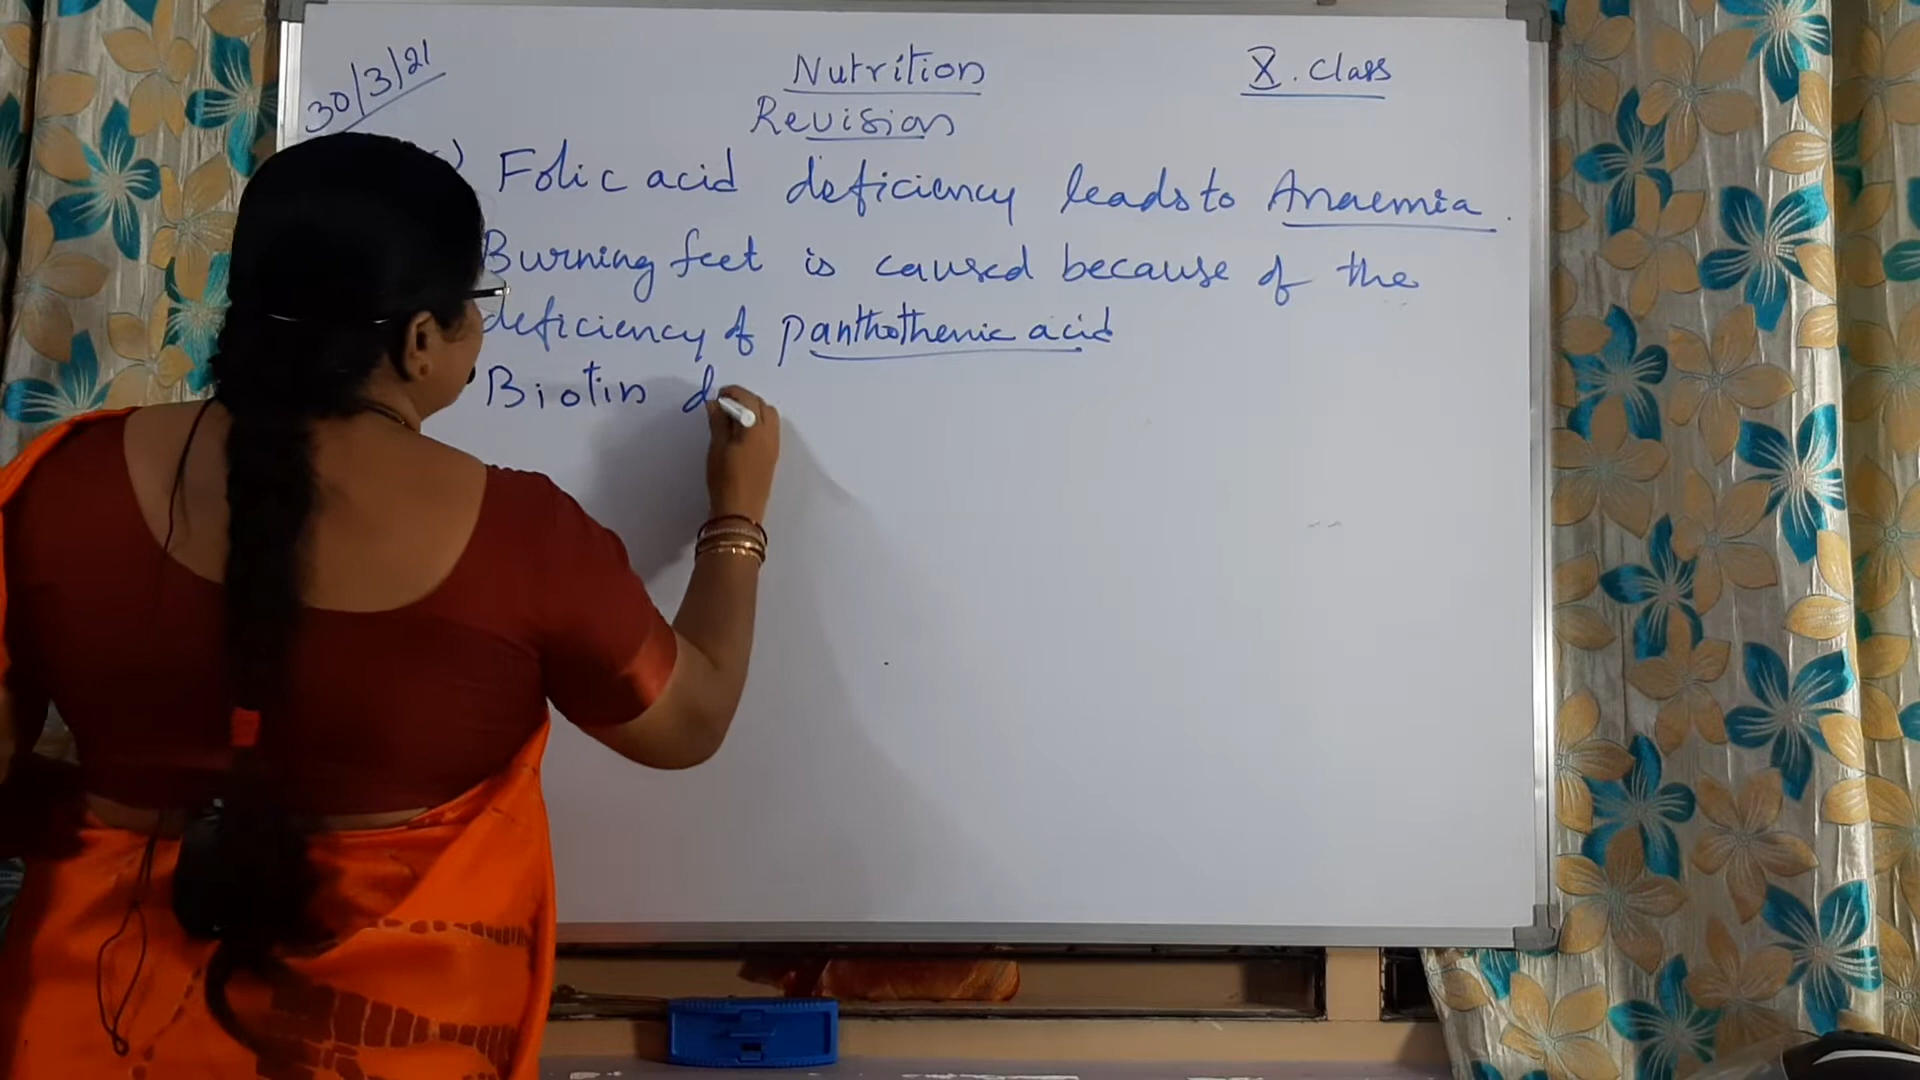 30/3/21
Nutrition
X. Class
Revision
Folic acid deficiency leads to Anaemia.
Burning feet is caused because of the
deficiency of panthothenic acid
Biotin d